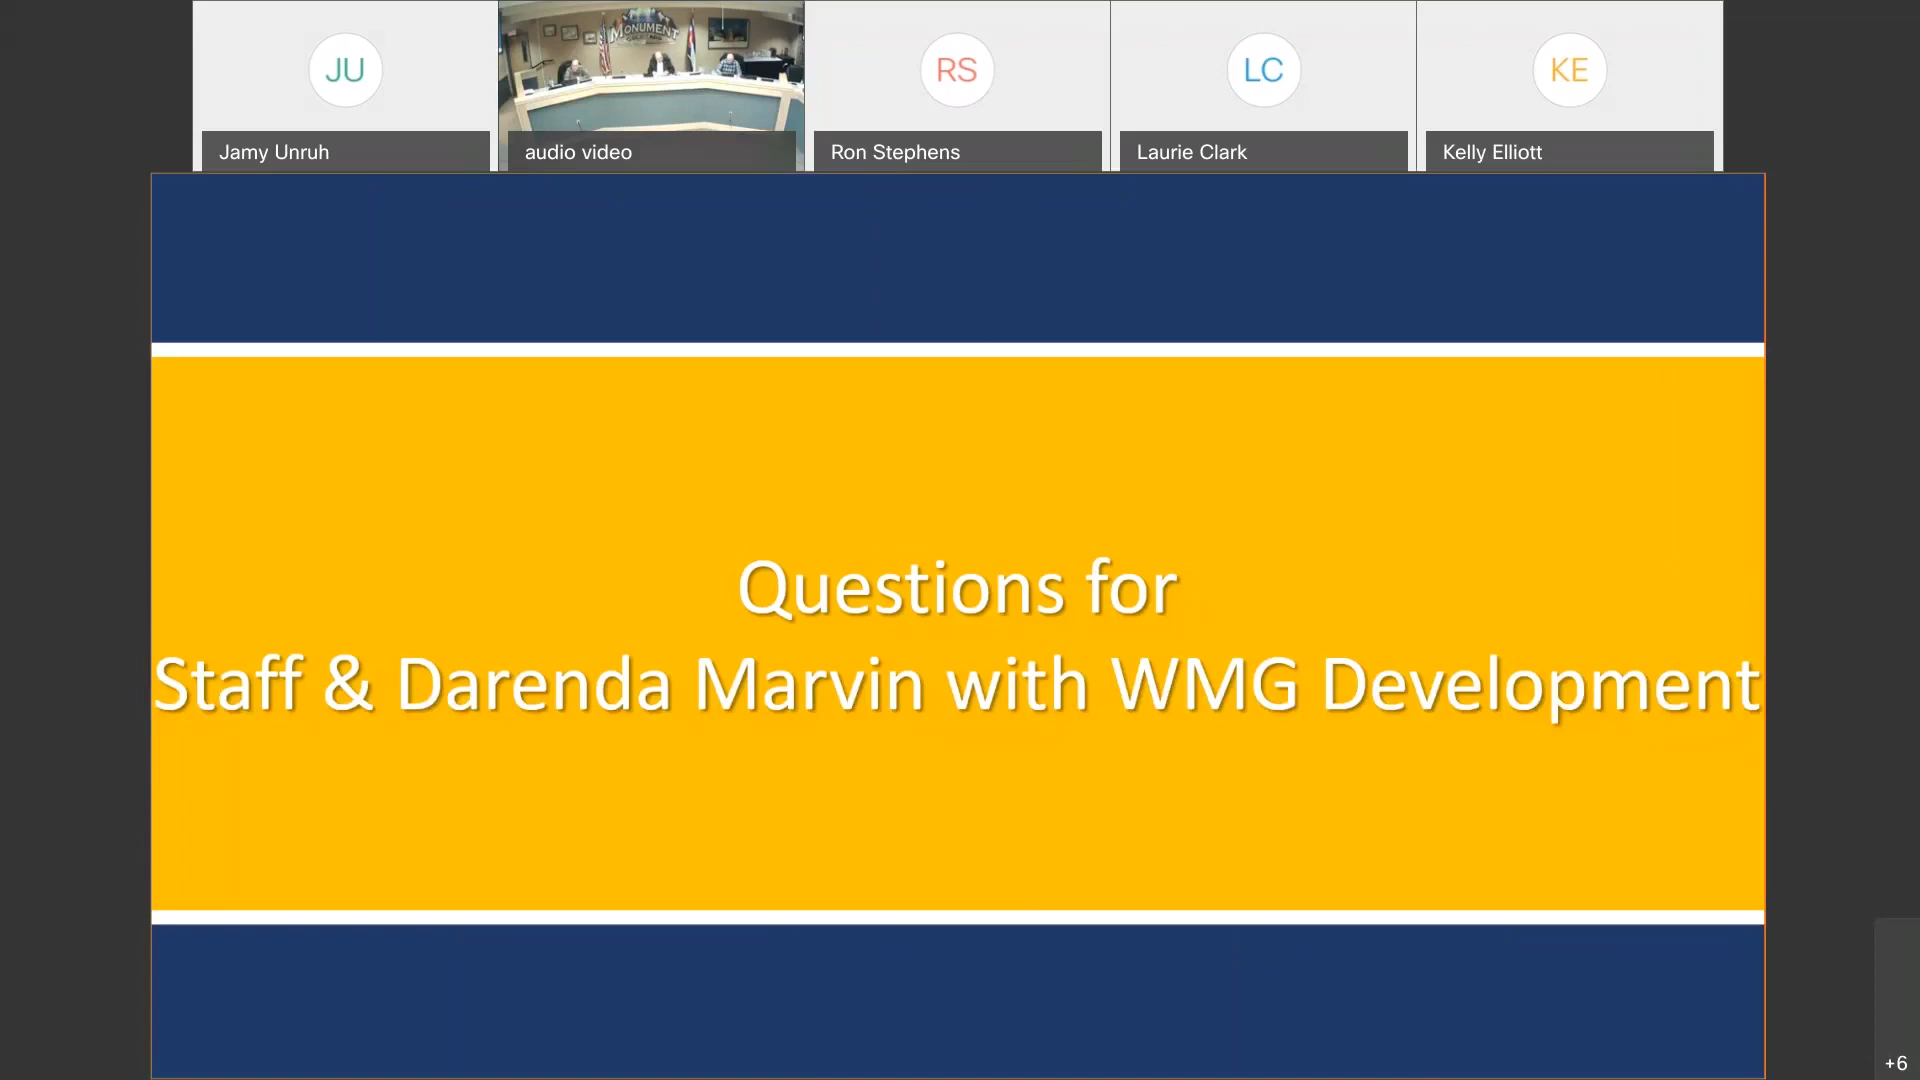 JU
MONUMENT
RS
LC
KE
Jamy Unruh
audio video
Ron Stephens
Laurie Clark
Kelly Elliott
Questions for
Staff & Darenda Marvin with WMG Development
+6